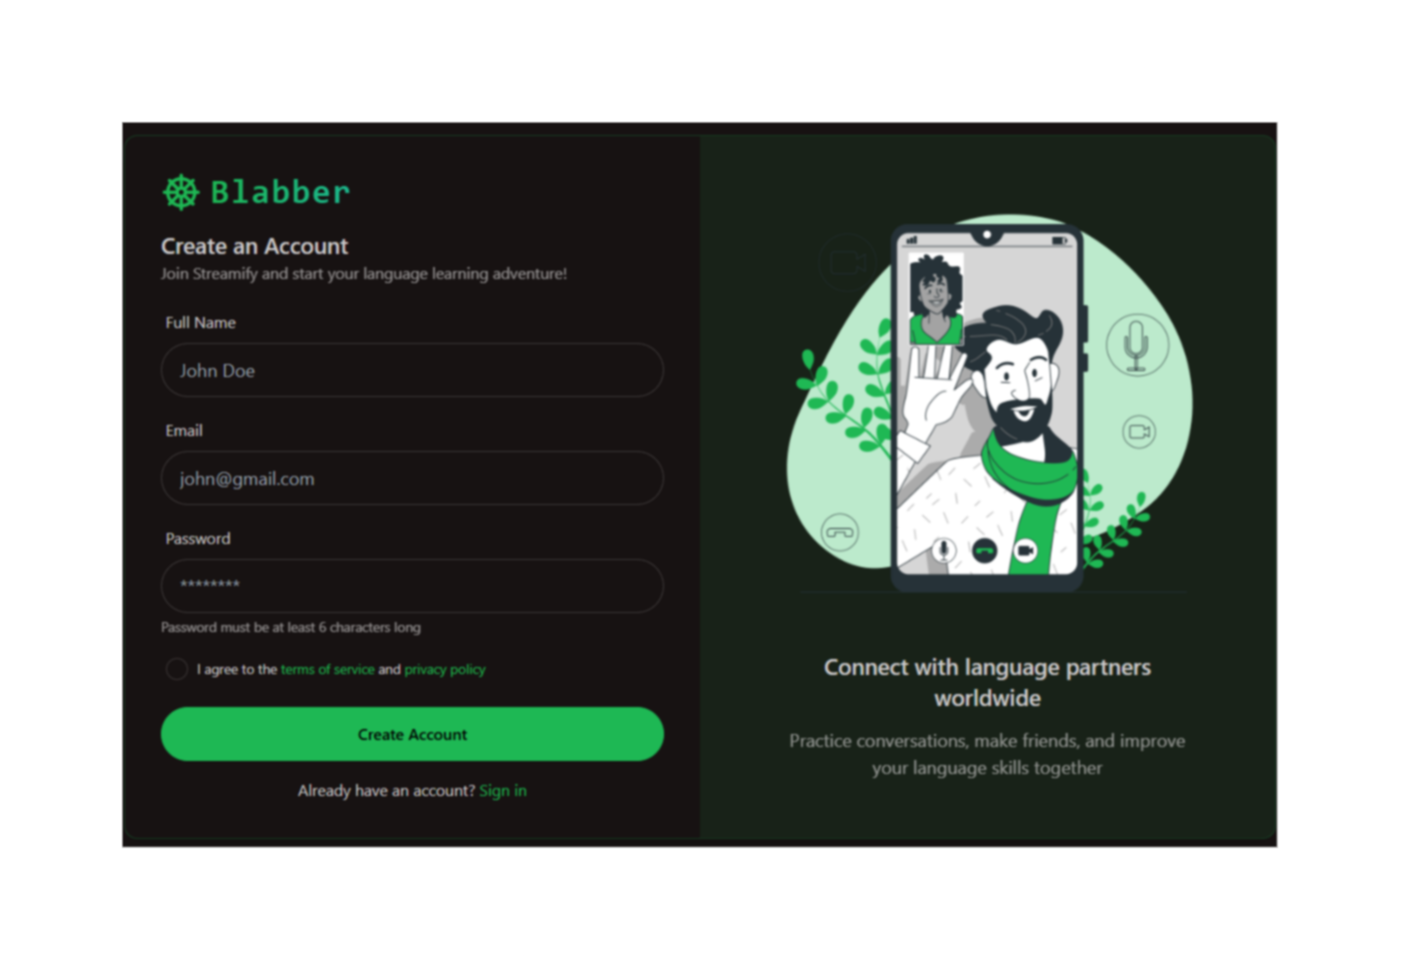 Blabber
Create an Account
Join Streamify and start your language learning adventure!
Full Name
John Doe
Email
john@gmail.com
Password
********
Password must be at least 6 characters long
I agree to the terms of service and privacy policy
Create Account
Already have an account? Sign in
Connect with language partners
worldwide
Practice conversations, make friends, and improve
your language skills together